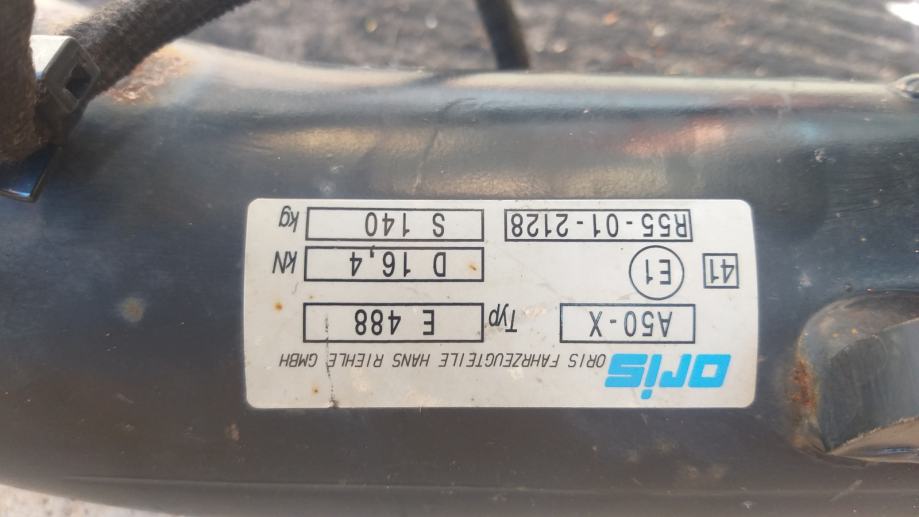 oris ORIS FAHRZEUGTEILE HANS RIEHLE GMBH
A50-X Typ E 488
41 E1 D 16,4 kN
R55-01-2128 S 140 kg